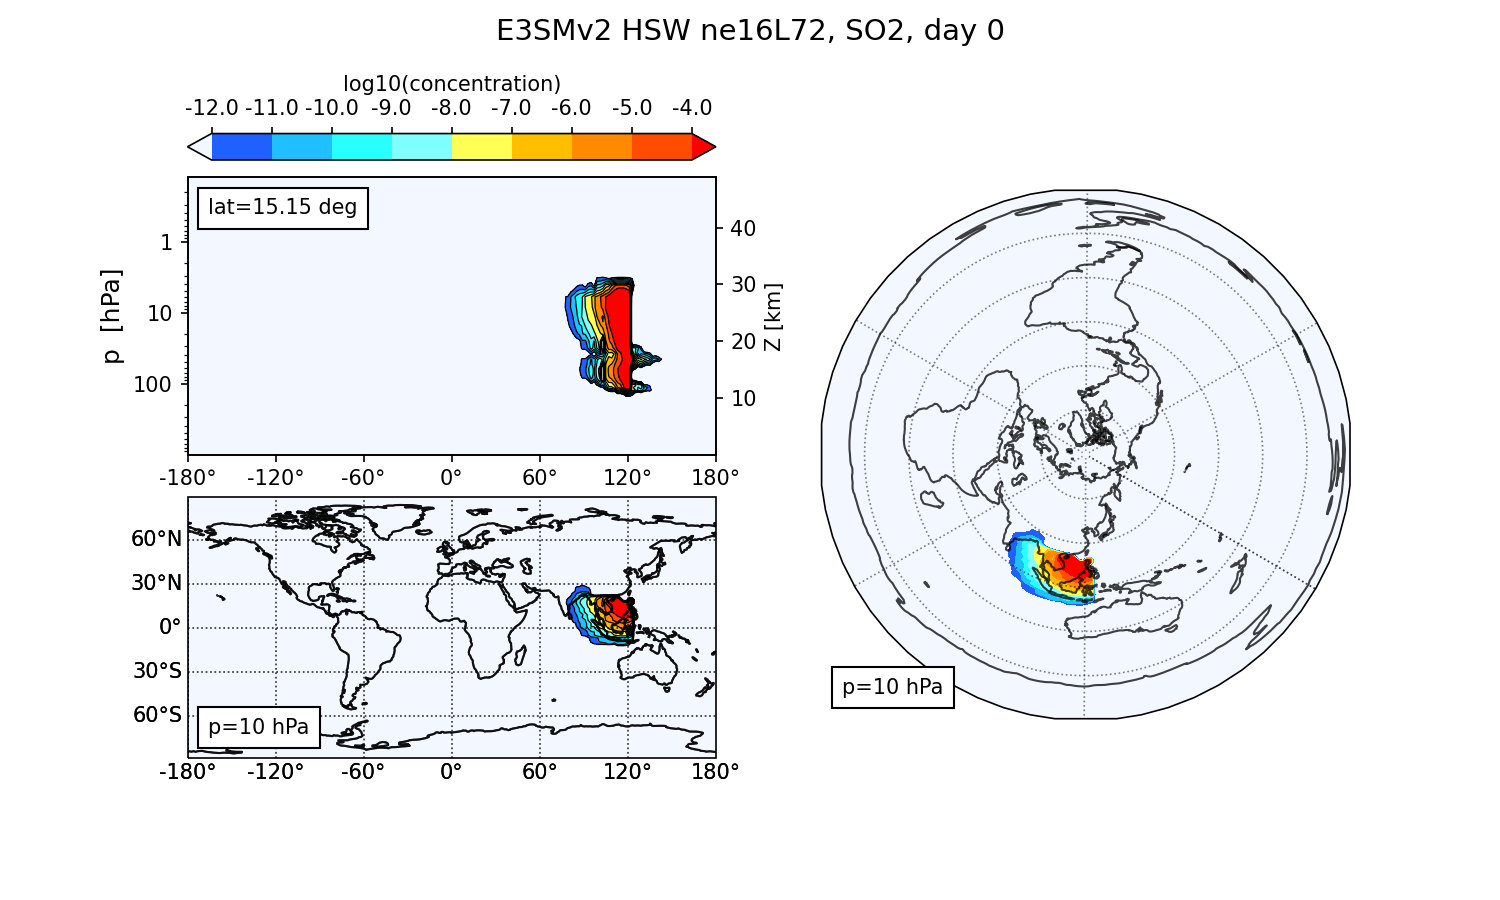 E3SMv2 HSW ne16L72, SO2, day 0
log10(concentration)
-12.0 -11.0 -10.0 -9.0 -8.0 -7.0 -6.0 -5.0 -4.0
lat=15.15 deg
p [hPa]
1
10
100
40
30
20
10
Z [km]
-180° -120° -60° 0° 60° 120° 180°
60°N
30°N
0°
30°S
60°S
p=10 hPa
-180° -120° -60° 0° 60° 120° 180°
p=10 hPa